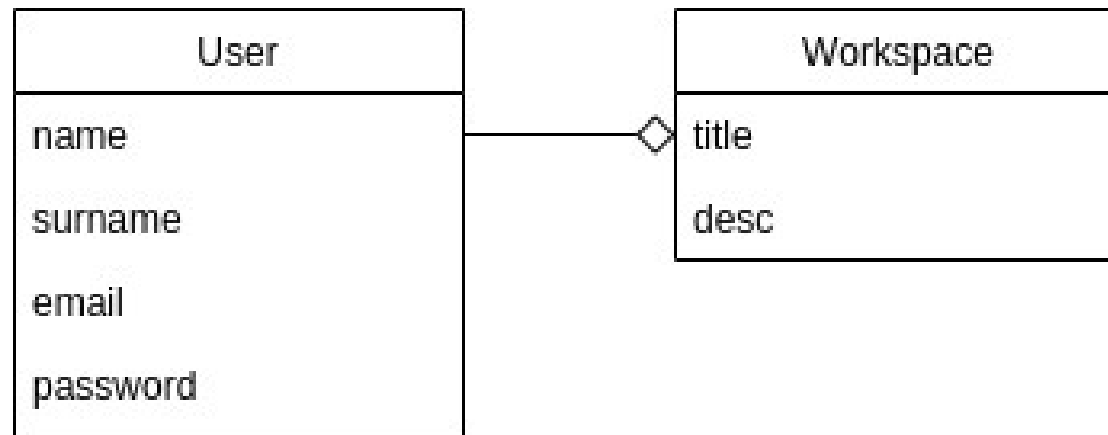 User
name
surname
email
password
Workspace
title
desc